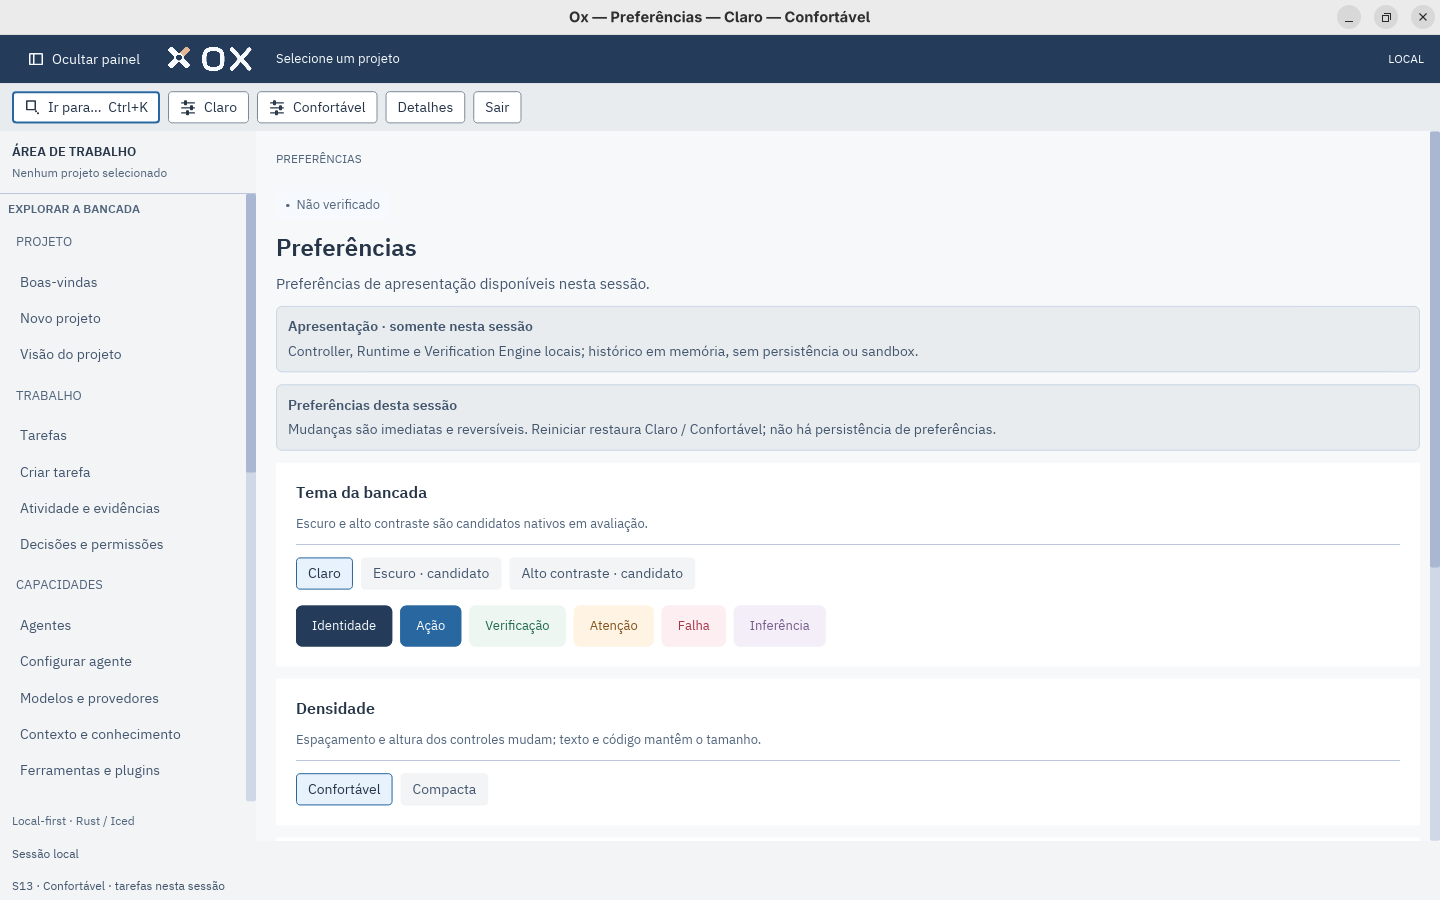 Ox — Preferências — Claro — Confortável
Ocultar painel
OX
Selecione um projeto
LOCAL
Ir para... Ctrl+K
Claro
Confortável
Detalhes
Sair
ÁREA DE TRABALHO
Nenhum projeto selecionado
EXPLORAR A BANCADA
PROJETO
Boas-vindas
Novo projeto
Visão do projeto
TRABALHO
Tarefas
Criar tarefa
Atividade e evidências
Decisões e permissões
CAPACIDADES
Agentes
Configurar agente
Modelos e provedores
Contexto e conhecimento
Ferramentas e plugins
Local-first · Rust / Iced
Sessão local
S13 · Confortável · tarefas nesta sessão
PREFERÊNCIAS
• Não verificado
Preferências
Preferências de apresentação disponíveis nesta sessão.
Apresentação · somente nesta sessão
Controller, Runtime e Verification Engine locais; histórico em memória, sem persistência ou sandbox.
Preferências desta sessão
Mudanças são imediatas e reversíveis. Reiniciar restaura Claro / Confortável; não há persistência de preferências.
Tema da bancada
Escuro e alto contraste são candidatos nativos em avaliação.
Claro
Escuro · candidato
Alto contraste · candidato
Identidade
Ação
Verificação
Atenção
Falha
Inferência
Densidade
Espaçamento e altura dos controles mudam; texto e código mantêm o tamanho.
Confortável
Compacta